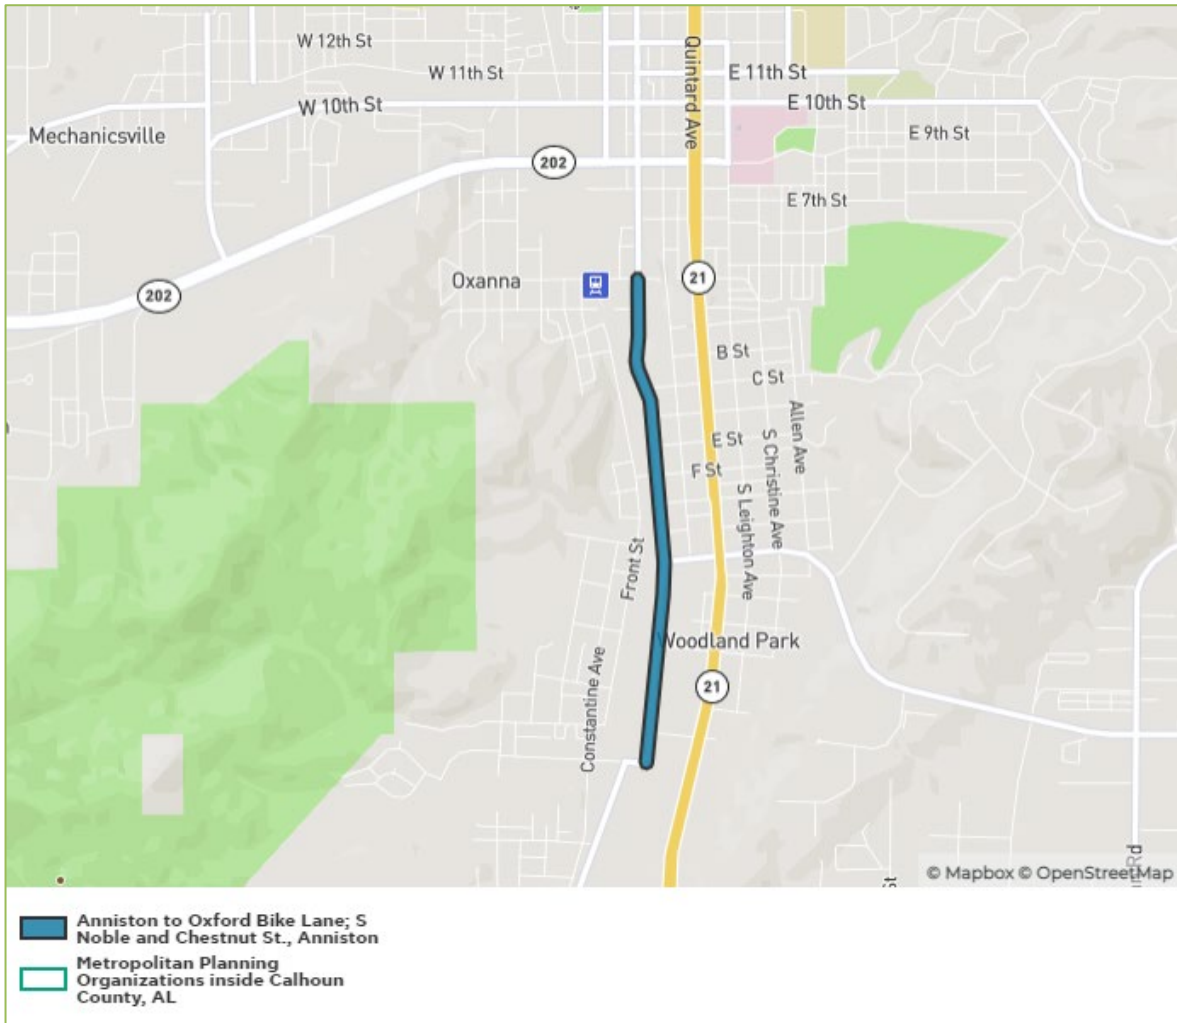 W 12th St
W 11th St
E 11th St
Quintard Ave
W 10th St
E 10th St
Mechanicsville
E 9th St
202
E 7th St
Oxanna
21
202
B St
C St
Allen Ave
E St
S Christine Ave
F St
S Leighton Ave
Front St
Woodland Park
Constantine Ave
21
© Mapbox © OpenStreetMap
Anniston to Oxford Bike Lane; S
Noble and Chestnut St., Anniston
Metropolitan Planning
Organizations inside Calhoun
County, AL